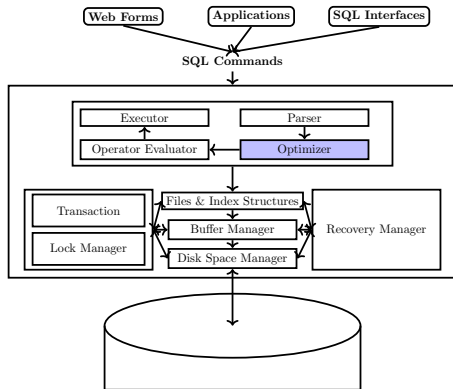 Web Forms
Applications
SQL Interfaces
SQL Commands
Executor
Parser
Operator Evaluator
Optimizer
Files & Index Structures
Transaction
Buffer Manager
Recovery Manager
Lock Manager
Disk Space Manager